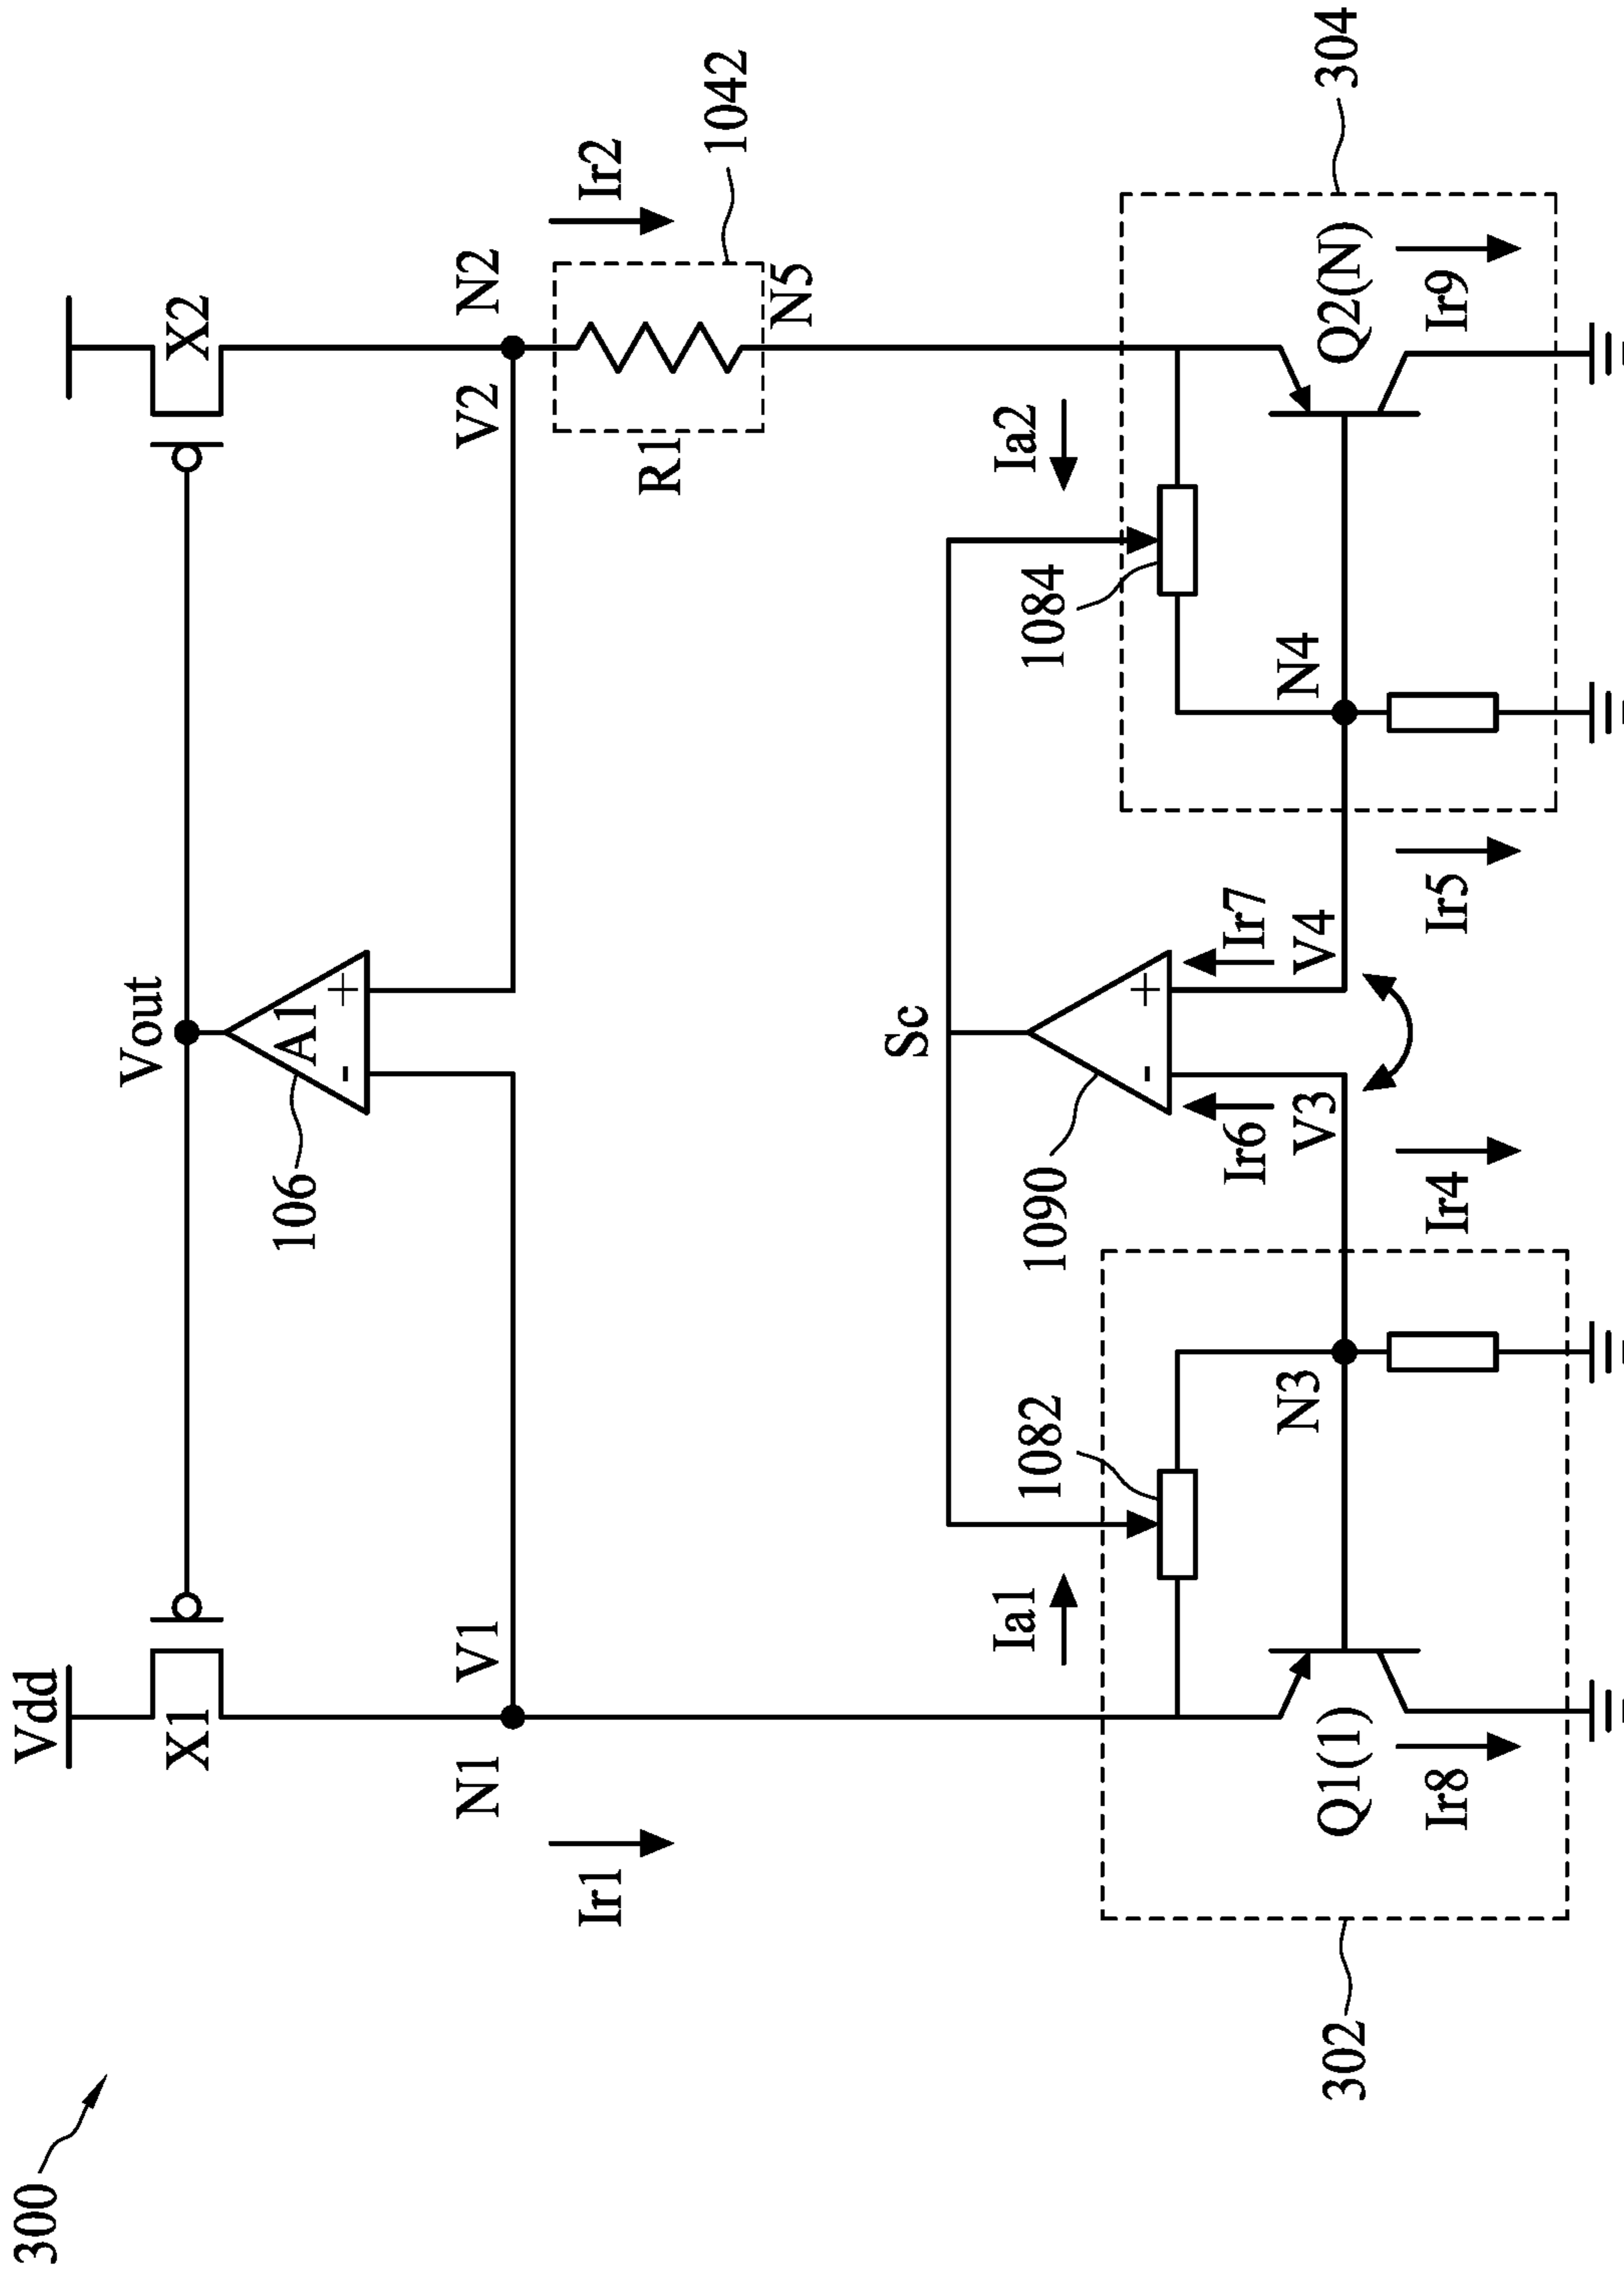 300
Vdd
Vout
X1
X2
A1
-
+
106
N1
V1
V2
N2
Ir1
Ir2
R1
1042
N5
Sc
Ia1
1082
1090
1084
Ia2
-
+
Ir6
Ir7
302
Q1(1)
N3
V3
V4
N4
Q2(N)
304
Ir8
Ir4
Ir5
Ir9